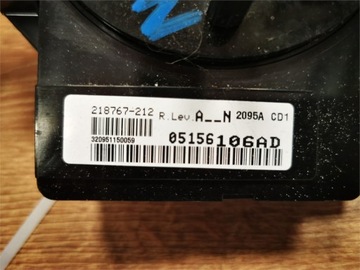 N
218767-212 R.Lev. A__N 2095A CD1
320951150059
05156106AD